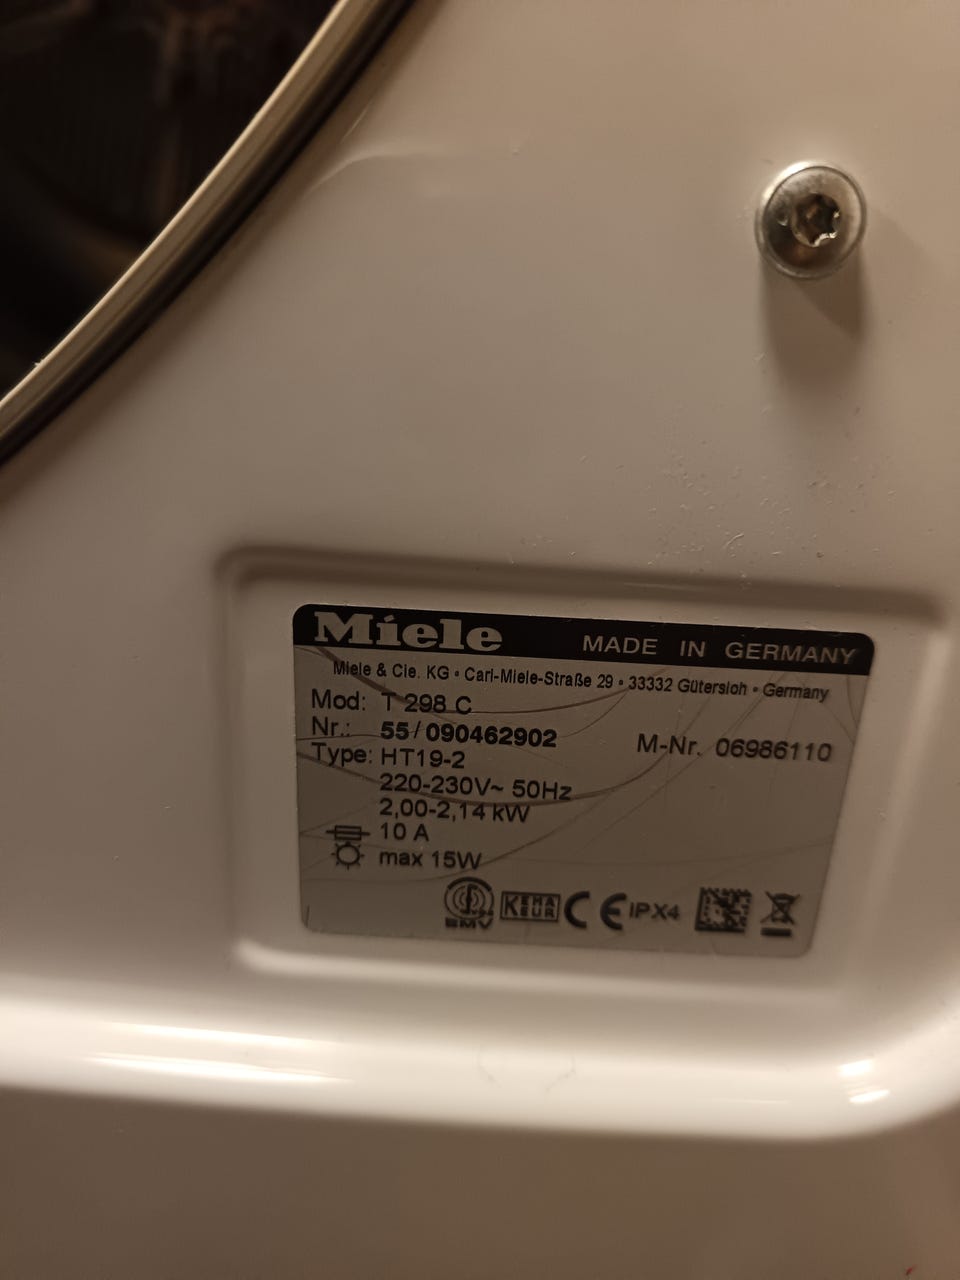 Miele MADE IN GERMANY
Miele & Cie. KG • Carl-Miele-Straße 29 • 33332 Gütersloh • Germany
Mod: T 298 C
Nr.: 55/090462902 M-Nr. 06986110
Type: HT19-2
220-230V~ 50Hz
2,00-2,14 kW
10 A
max 15W
EMV KEMA KEUR CE IPX4